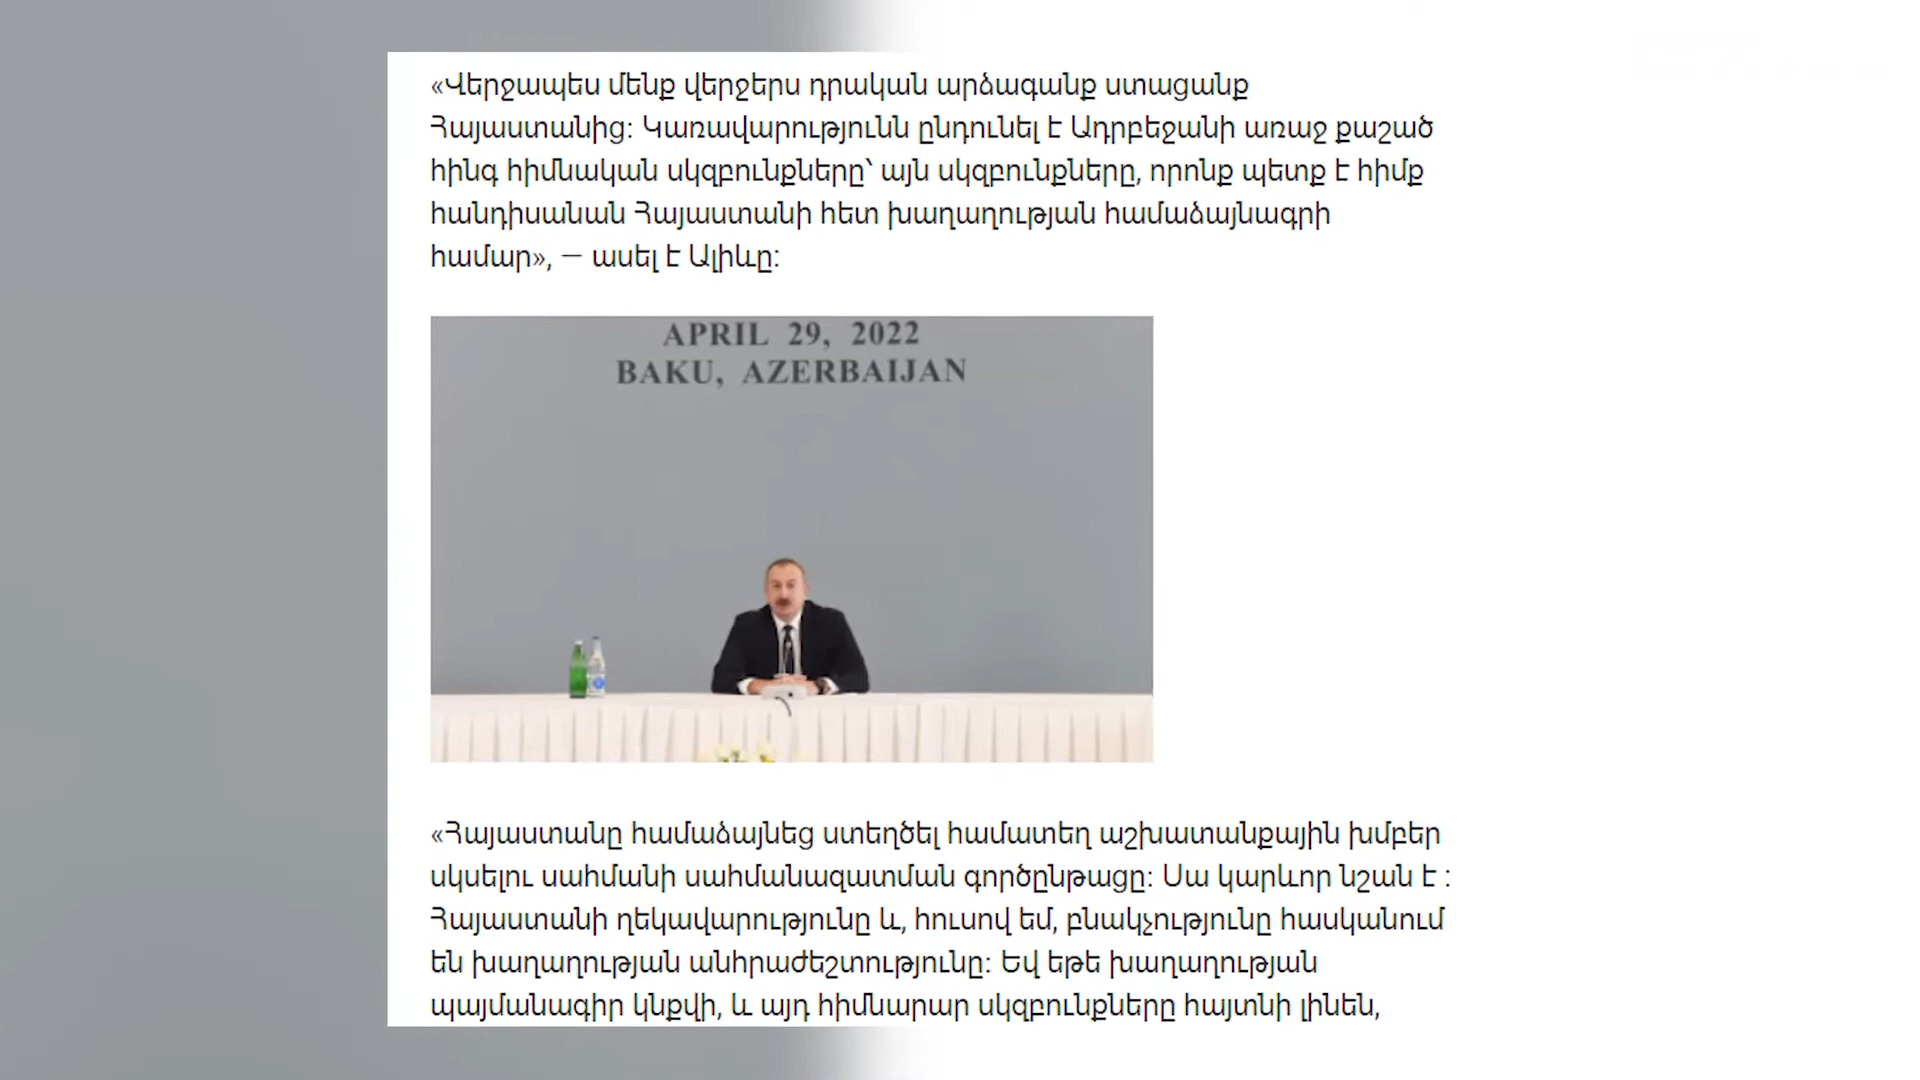 «Վերջապես մենք վերջերս դրական արձագանք ստացանք
Հայաստանից։ Կառավարությունն ընդունել է Ադրբեջանի առաջ քաշած
հինգ հիմնական սկզբունքները՝ այն սկզբունքները, որոնք պետք է հիմք
հանդիսանան Հայաստանի հետ խաղաղության համաձայնագրի
համար», — ասել է Ալիևը։
APRIL 29, 2022
BAKU, AZERBAIJAN
«Հայաստանը համաձայնեց ստեղծել համատեղ աշխատանքային խմբեր
սկսելու սահմանի սահմանազատման գործընթացը։ Սա կարևոր նշան է :
Հայաստանի ղեկավարությունը և, հուսով եմ, բնակչությունը հասկանում
են խաղաղության անհրաժեշտությունը։ Եվ եթե խաղաղության
պայմանագիր կնքվի, և այդ հիմնարար սկզբունքները հայտնի լինեն,